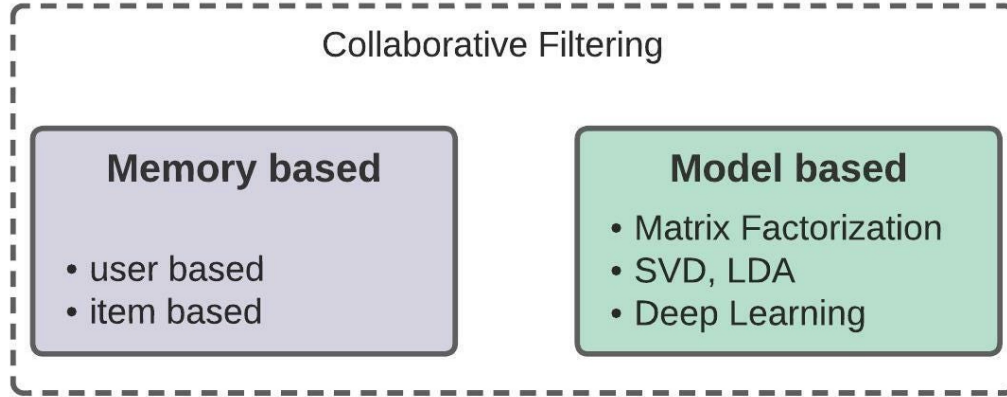 Collaborative Filtering
Memory based
• user based
• item based
Model based
• Matrix Factorization
• SVD, LDA
• Deep Learning